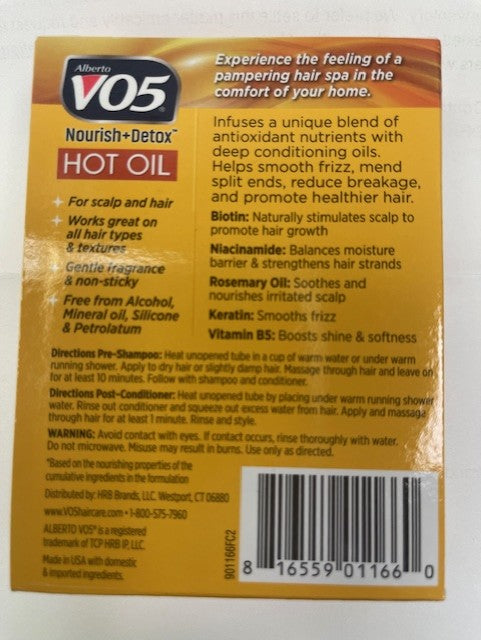 Alberto
VO5
Nourish+Detox™
HOT OIL
For scalp and hair
Works great on
all hair types
& textures
Gentle fragrance
& non-sticky
Free from Alcohol,
Mineral oil, Silicone
& Petrolatum
Experience the feeling of a
pampering hair spa in the
comfort of your home.
Infuses a unique blend of
antioxidant nutrients with
deep conditioning oils.
Helps smooth frizz, mend
split ends, reduce breakage,
and promote healthier hair.
Biotin: Naturally stimulates scalp to
promote hair growth
Niacinamide: Balances moisture
barrier & strengthens hair strands
Rosemary Oil: Soothes and
nourishes irritated scalp
Keratin: Smooths frizz
Vitamin B5: Boosts shine & softness
Directions Pre-Shampoo: Heat unopened tube in a cup of warm water or under warm
running shower. Apply to dry hair or slightly damp hair. Massage through hair and leave on
for at least 10 minutes. Follow with shampoo and conditioner.
Directions Post-Conditioner: Heat unopened tube by placing under warm running shower
water. Rinse out conditioner and squeeze out excess water from hair. Apply and massage
through hair for at least 1 minute. Rinse and style.
WARNING: Avoid contact with eyes. If contact occurs, rinse thoroughly with water.
Do not microwave. Misuse may result in burns. Use only as directed.
*Based on the nourishing properties of the
cumulative ingredients in the formulation
Distributed by: HRB Brands, LLC. Westport, CT 06880
www.VO5haircare.com • 1-800-575-7960
ALBERTO VO5® is a registered
trademark of TCP HRB IP, LLC.
Made in USA with domestic
& imported ingredients.
901166FC2
8 16559 01166 0